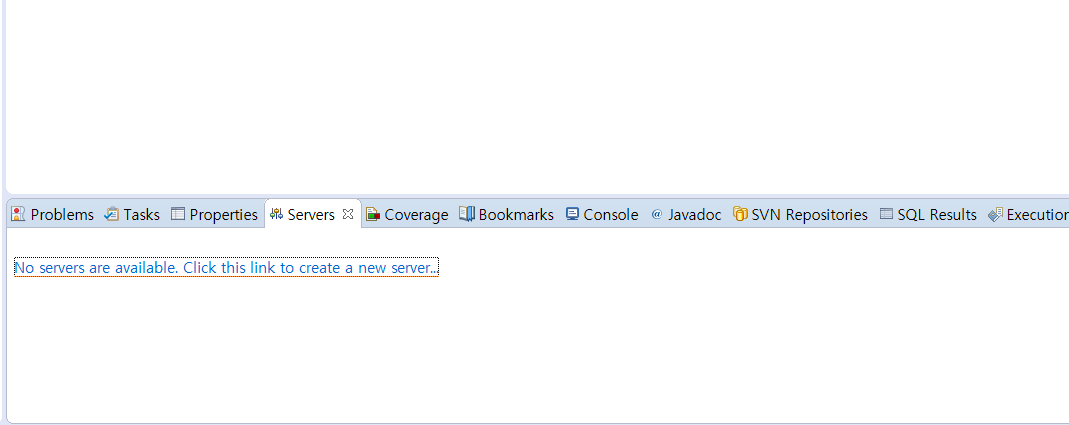 Problems Tasks Properties Servers Coverage Bookmarks Console @ Javadoc SVN Repositories SQL Results Execution
No servers are available. Click this link to create a new server...